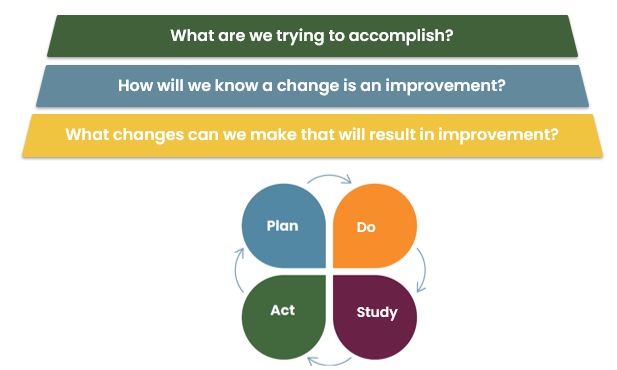 What are we trying to accomplish?
How will we know a change is an improvement?
What changes can we make that will result in improvement?
Plan
Do
Act
Study